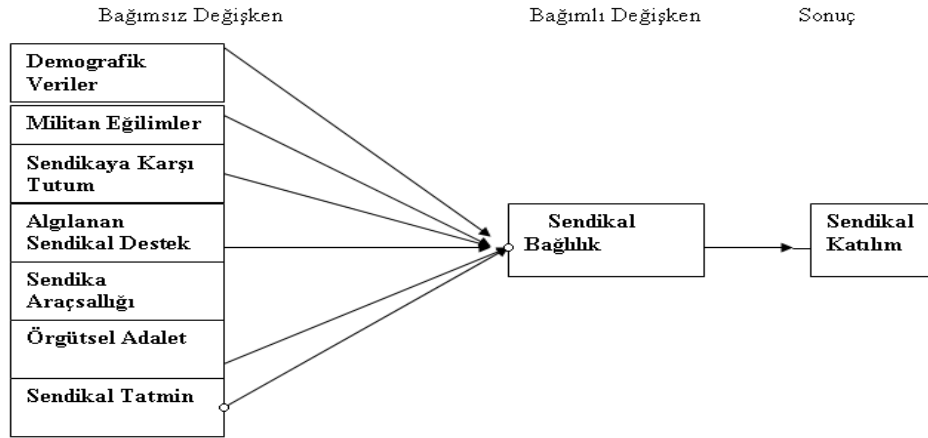 Bağımsız Değişken Bağımlı Değişken Sonuç
Demografik
Veriler
Militan Eğilimler
Sendikaya Karşı
Tutum
Algılanan
Sendikal Destek
Sendika
Araçsallığı
Örgütsel Adalet
Sendikal Tatmin
Sendikal
Bağlılık
Sendikal
Katılım